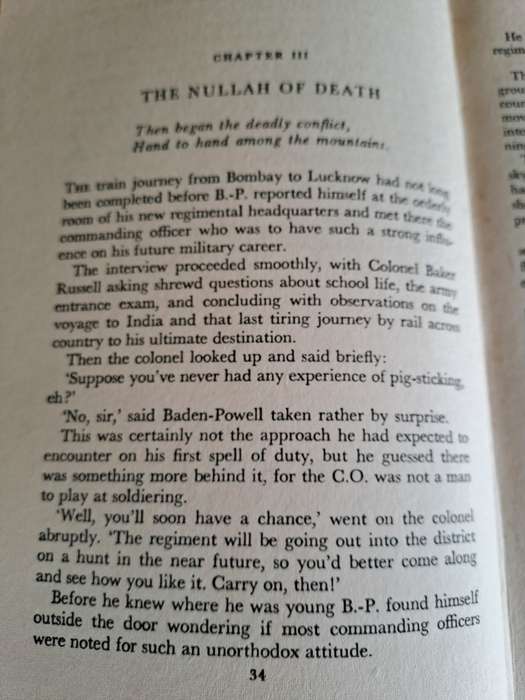 CHAPTER III
THE NULLAH OF DEATH
Then began the deadly conflict,
Hand to hand among the mountains.
THE train journey from Bombay to Lucknow had not long
been completed before B.-P. reported himself at the orderly
room of his new regimental headquarters and met there the
commanding officer who was to have such a strong influ-
ence on his future military career.
The interview proceeded smoothly, with Colonel Baker
Russell asking shrewd questions about school life, the army
entrance exam, and concluding with observations on the
voyage to India and that last tiring journey by rail across
country to his ultimate destination.
Then the colonel looked up and said briefly:
‘Suppose you’ve never had any experience of pig-sticking,
eh?’
‘No, sir,’ said Baden-Powell taken rather by surprise.
This was certainly not the approach he had expected to
encounter on his first spell of duty, but he guessed there
was something more behind it, for the C.O. was not a man
to play at soldiering.
‘Well, you’ll soon have a chance,’ went on the colonel
abruptly. ‘The regiment will be going out into the district
on a hunt in the near future, so you’d better come along
and see how you like it. Carry on, then!’
Before he knew where he was young B.-P. found himself
outside the door wondering if most commanding officers
were noted for such an unorthodox attitude.
34
He
regim